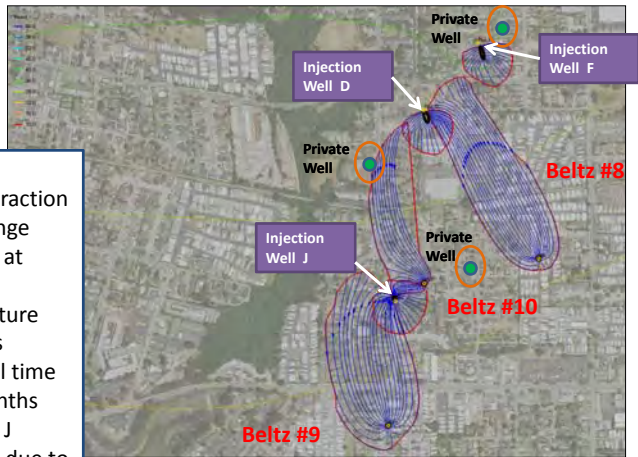 Private
Well
Injection
Well F
Injection
Well D
Private
Well
Beltz #8
Injection
Well J
Private
Well
Beltz #10
Beltz #9
raction
nge
at
ture
s
l time
nths
J
due to